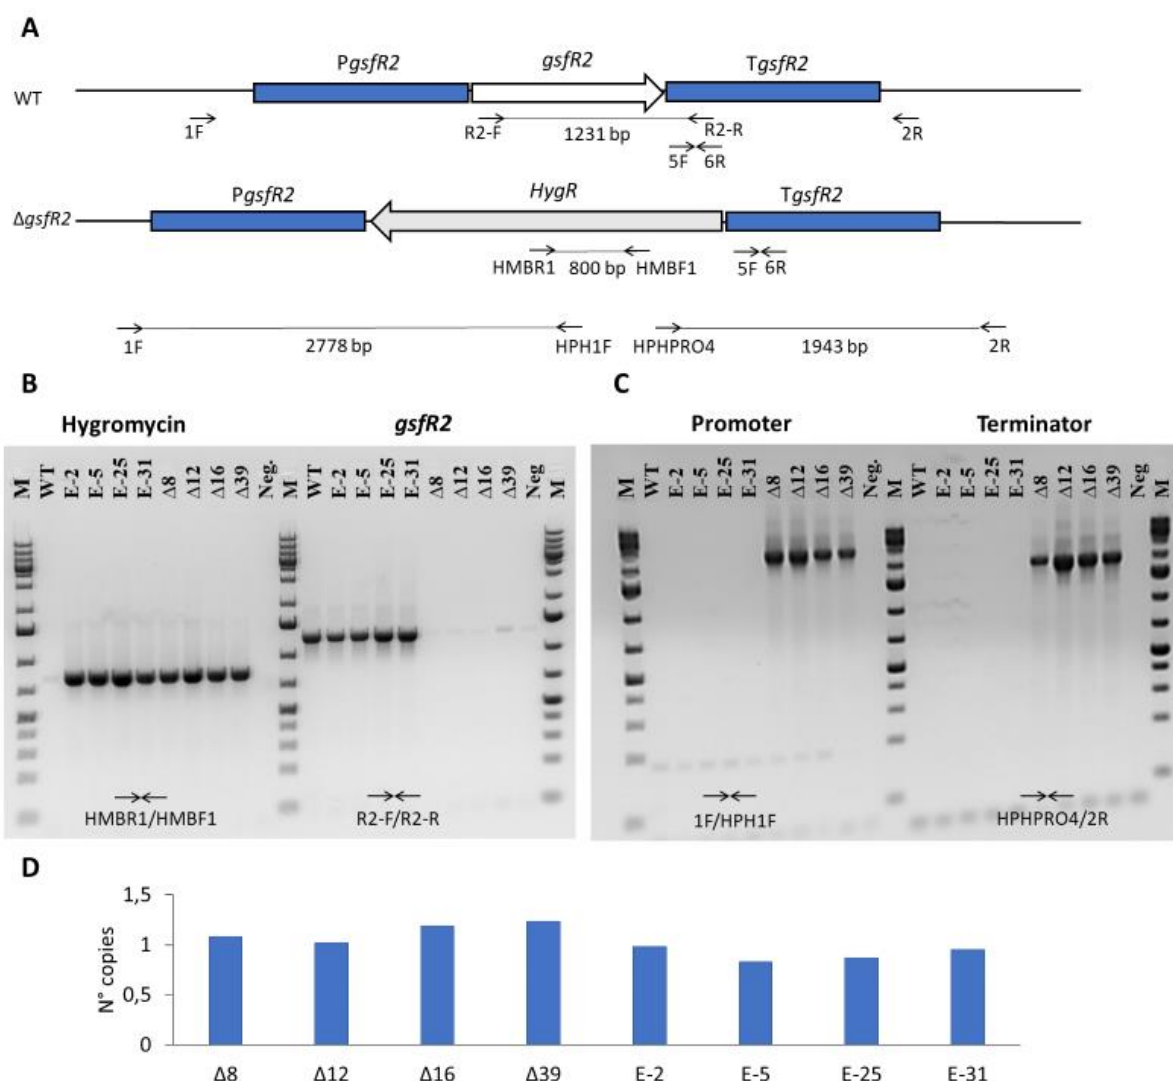 A
PgsfR2 gsfR2 TgsfR2
WT
1F R2-F 1231 bp R2-R 2R
5F 6R
PgsfR2 HygR TgsfR2
ΔgsfR2
HMBR1 800 bp HMBF1 5F 6R
1F 2778 bp HPH1F HPHPRO4 1943 bp 2R
B
Hygromycin gsfR2
M WT E-2 E-5 E-25 E-31 Δ8 Δ12 Δ16 Δ39 Neg. M WT E-2 E-5 E-25 E-31 Δ8 Δ12 Δ16 Δ39 Neg M
HMBR1/HMBF1 R2-F/R2-R
C
Promoter Terminator
M WT E-2 E-5 E-25 E-31 Δ8 Δ12 Δ16 Δ39 Neg. M WT E-2 E-5 E-25 E-31 Δ8 Δ12 Δ16 Δ39 Neg M
1F/HPH1F HPHPRO4/2R
D
N° copies
1,5
1
0,5
0
Δ8 Δ12 Δ16 Δ39 E-2 E-5 E-25 E-31